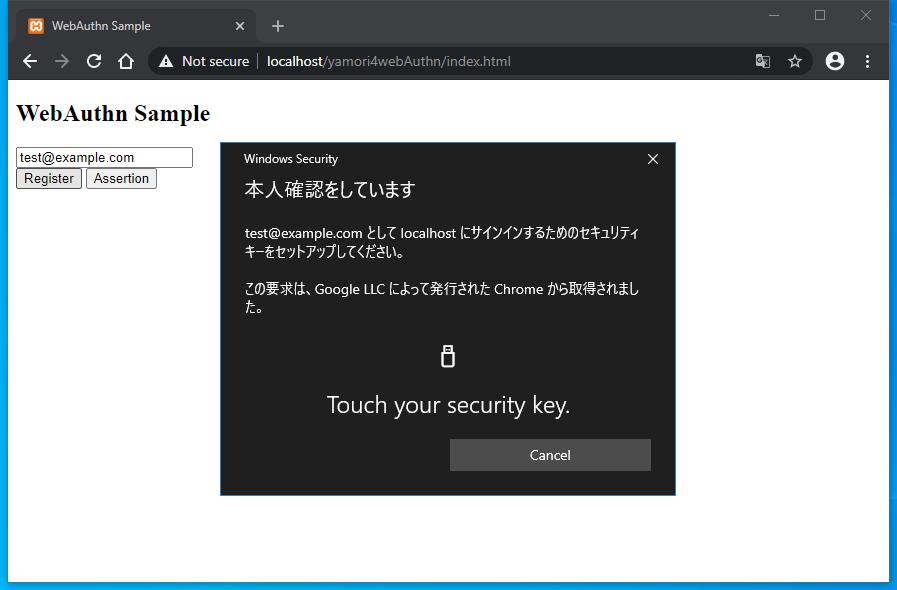 WebAuthn Sample
Not secure
localhost/yamori4webAuthn/index.html
WebAuthn Sample
test@example.com
Register
Assertion
Windows Security
本人確認をしています
test@example.com として localhost にサインインするためのセキュリティ
キーをセットアップしてください。
この要求は、Google LLC によって発行された Chrome から取得されまし
た。
Touch your security key.
Cancel